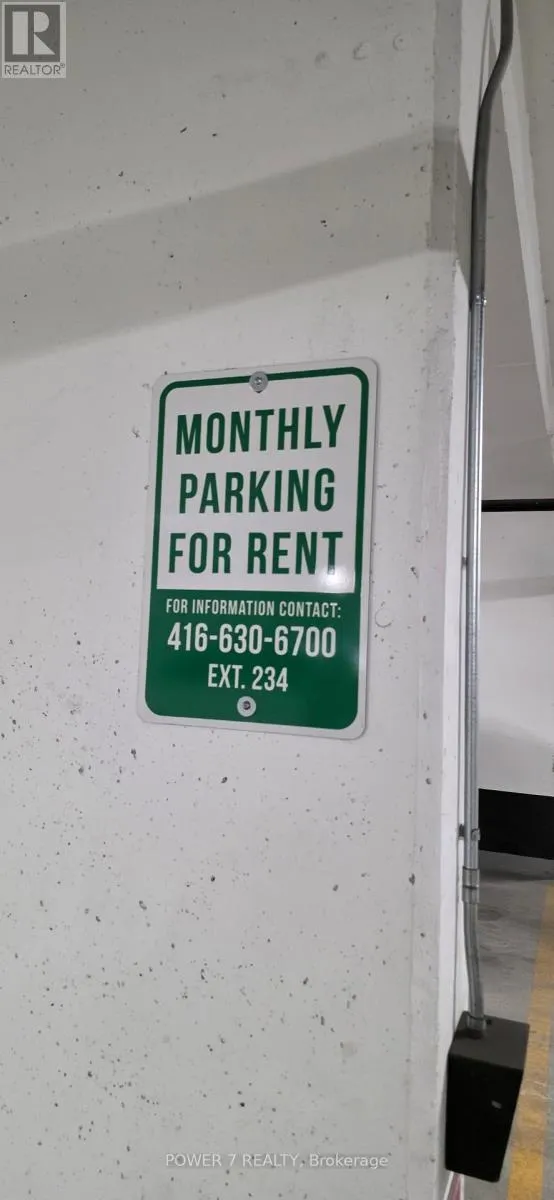 R
REALTOR®
MONTHLY
PARKING
FOR RENT
FOR INFORMATION CONTACT:
416-630-6700
EXT. 234
POWER 7 REALTY, Brokerage